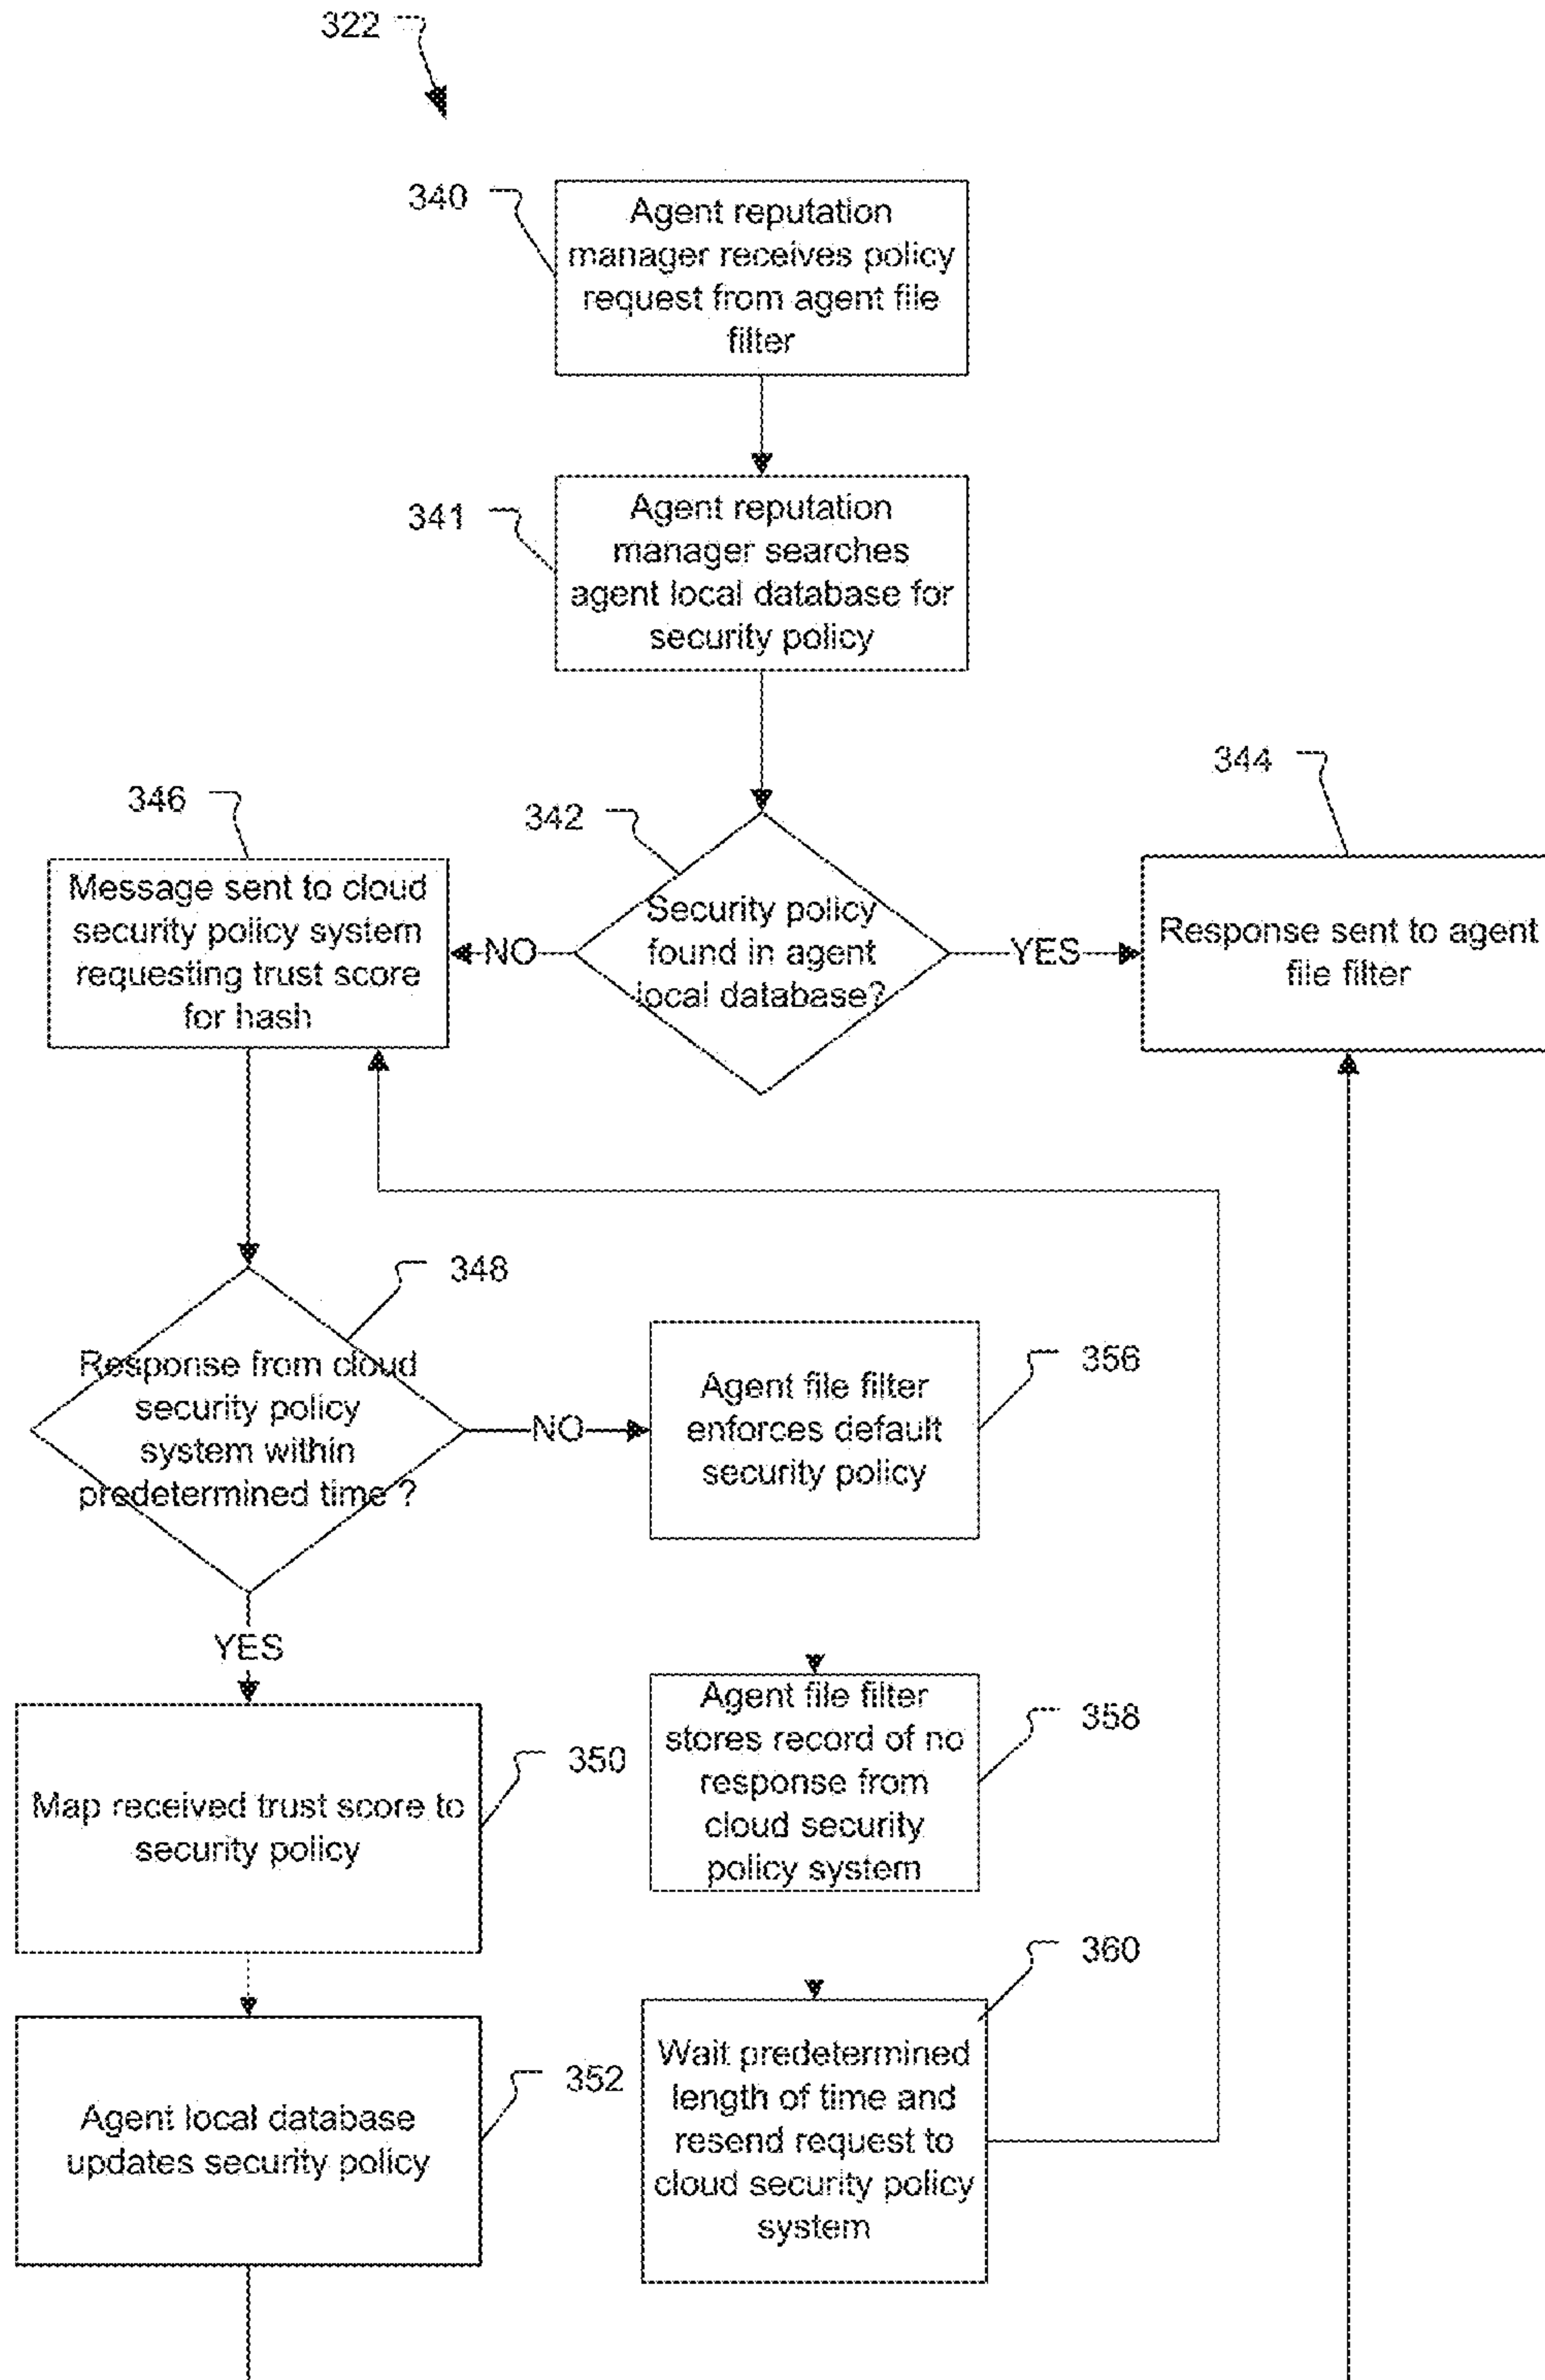 322
340
Agent reputation
manager receives policy
request from agent file
filter
341
Agent reputation
manager searches
agent local database for
security policy
346
Message sent to cloud
security policy system
requesting trust score
for hash
NO
342
Security policy
found in agent
local database?
YES
344
Response sent to agent
file filter
348
Response from cloud
security policy
system within
predetermined time ?
NO
356
Agent file filter
enforces default
security policy
YES
350
Map received trust score to
security policy
358
Agent file filter
stores record of no
response from
cloud security
policy system
352
Agent local database
updates security policy
360
Wait predetermined
length of time and
resend request to
cloud security policy
system